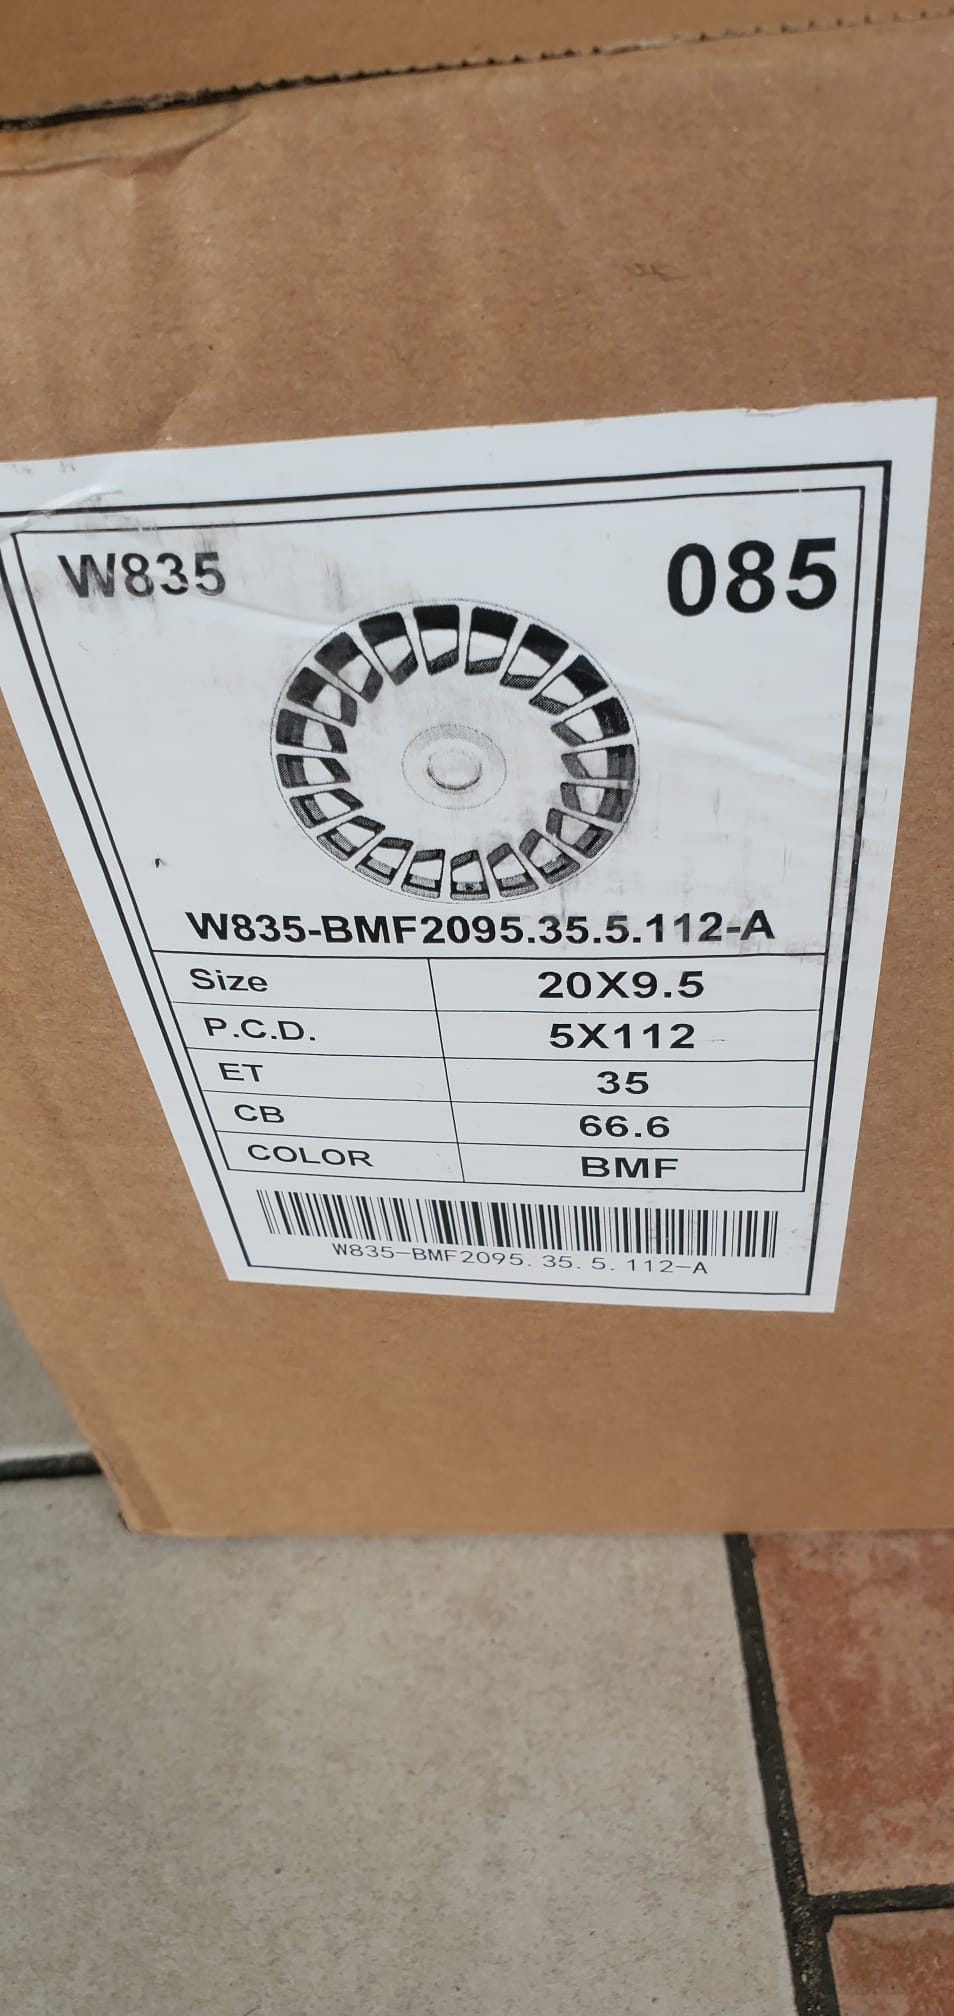 W835 085
W835-BMF2095.35.5.112-A
Size 20X9.5
P.C.D. 5X112
ET 35
CB 66.6
COLOR BMF
W835-BMF2095.35.5.112-A